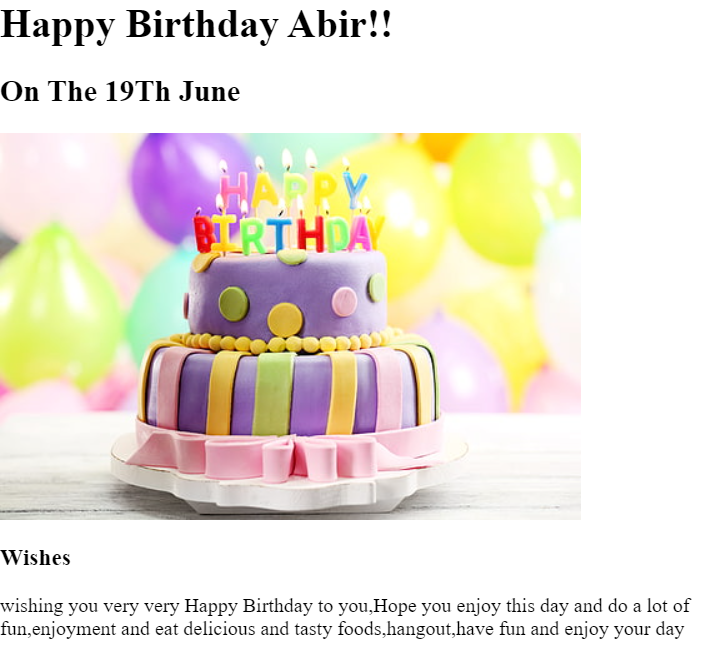 Happy Birthday Abir!!
On The 19Th June
HAPPY
BIRTHDAY
Wishes
wishing you very very Happy Birthday to you,Hope you enjoy this day and do a lot of
fun,enjoyment and eat delicious and tasty foods,hangout,have fun and enjoy your day